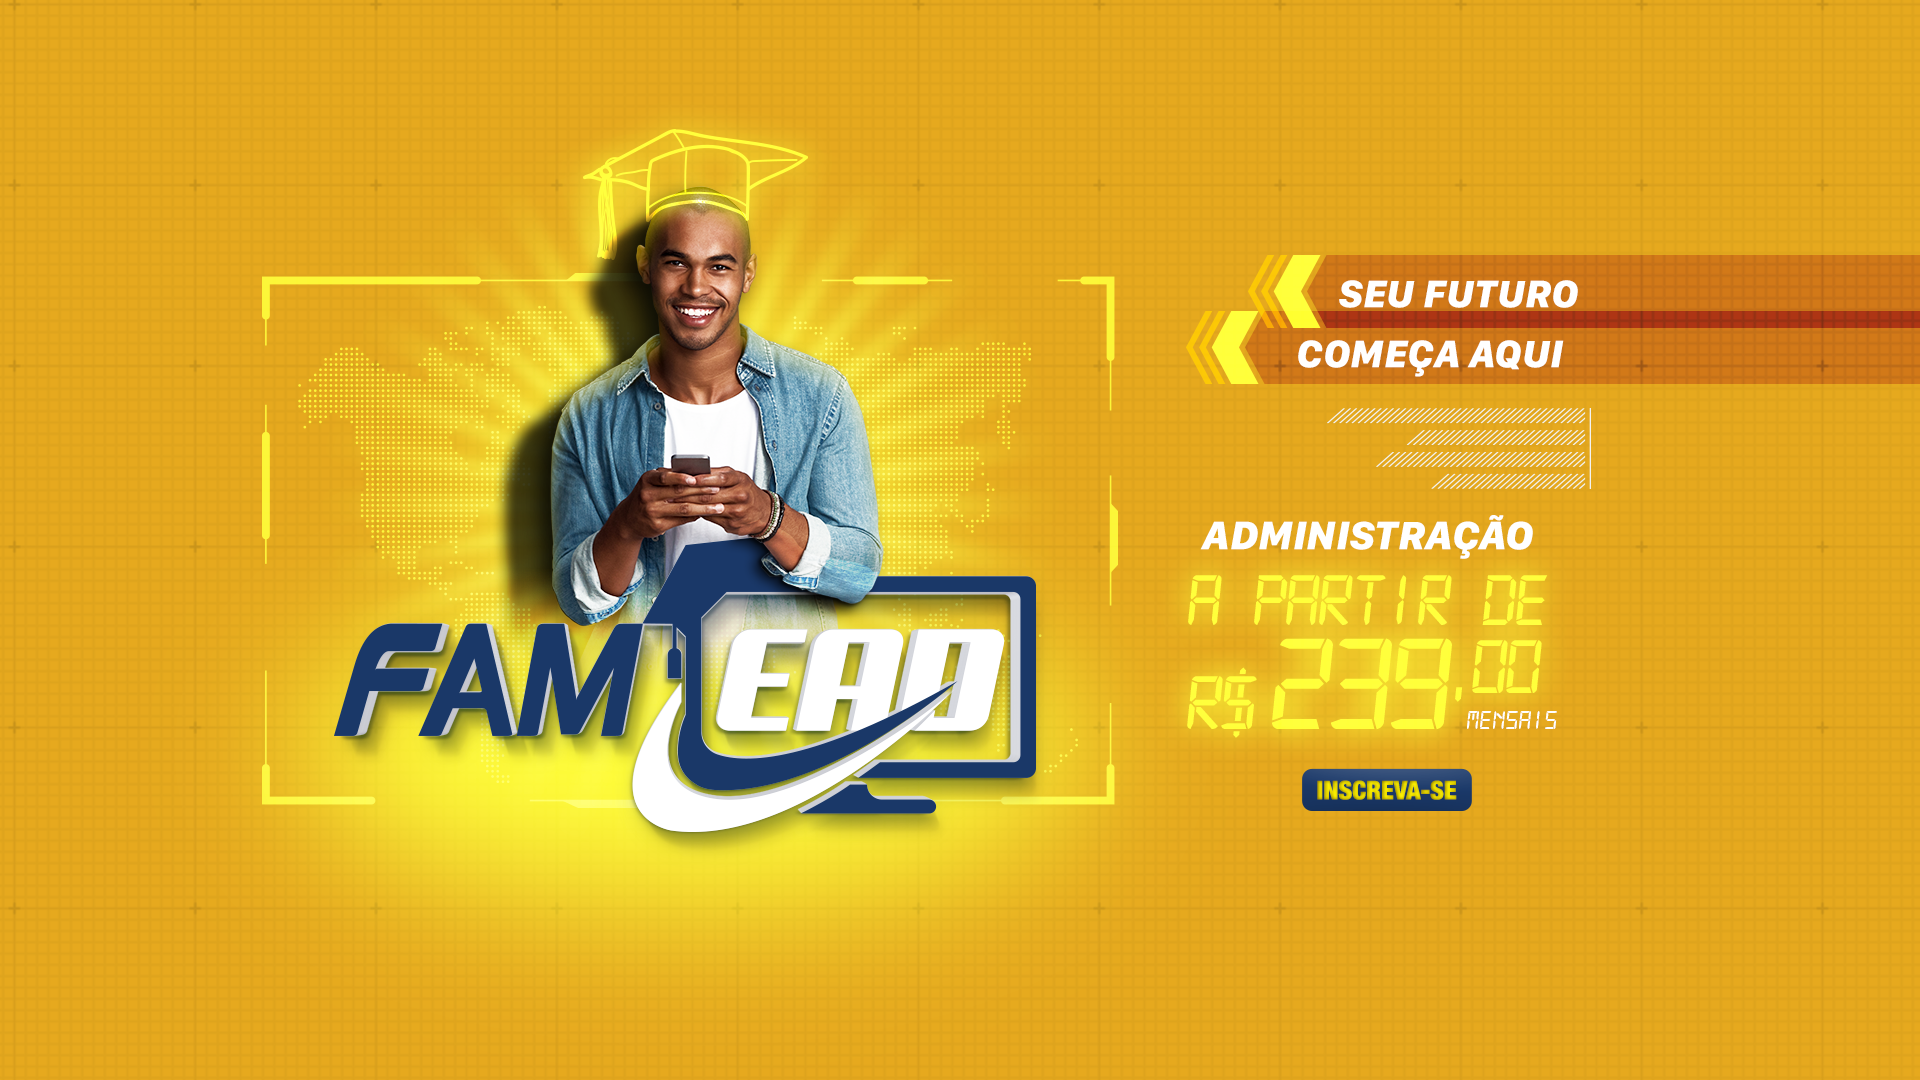 SEU FUTURO
COMEÇA AQUI
FAM EAD
ADMINISTRAÇÃO
A PARTIR DE
R$ 239,00
MENSAIS
INSCREVA-SE